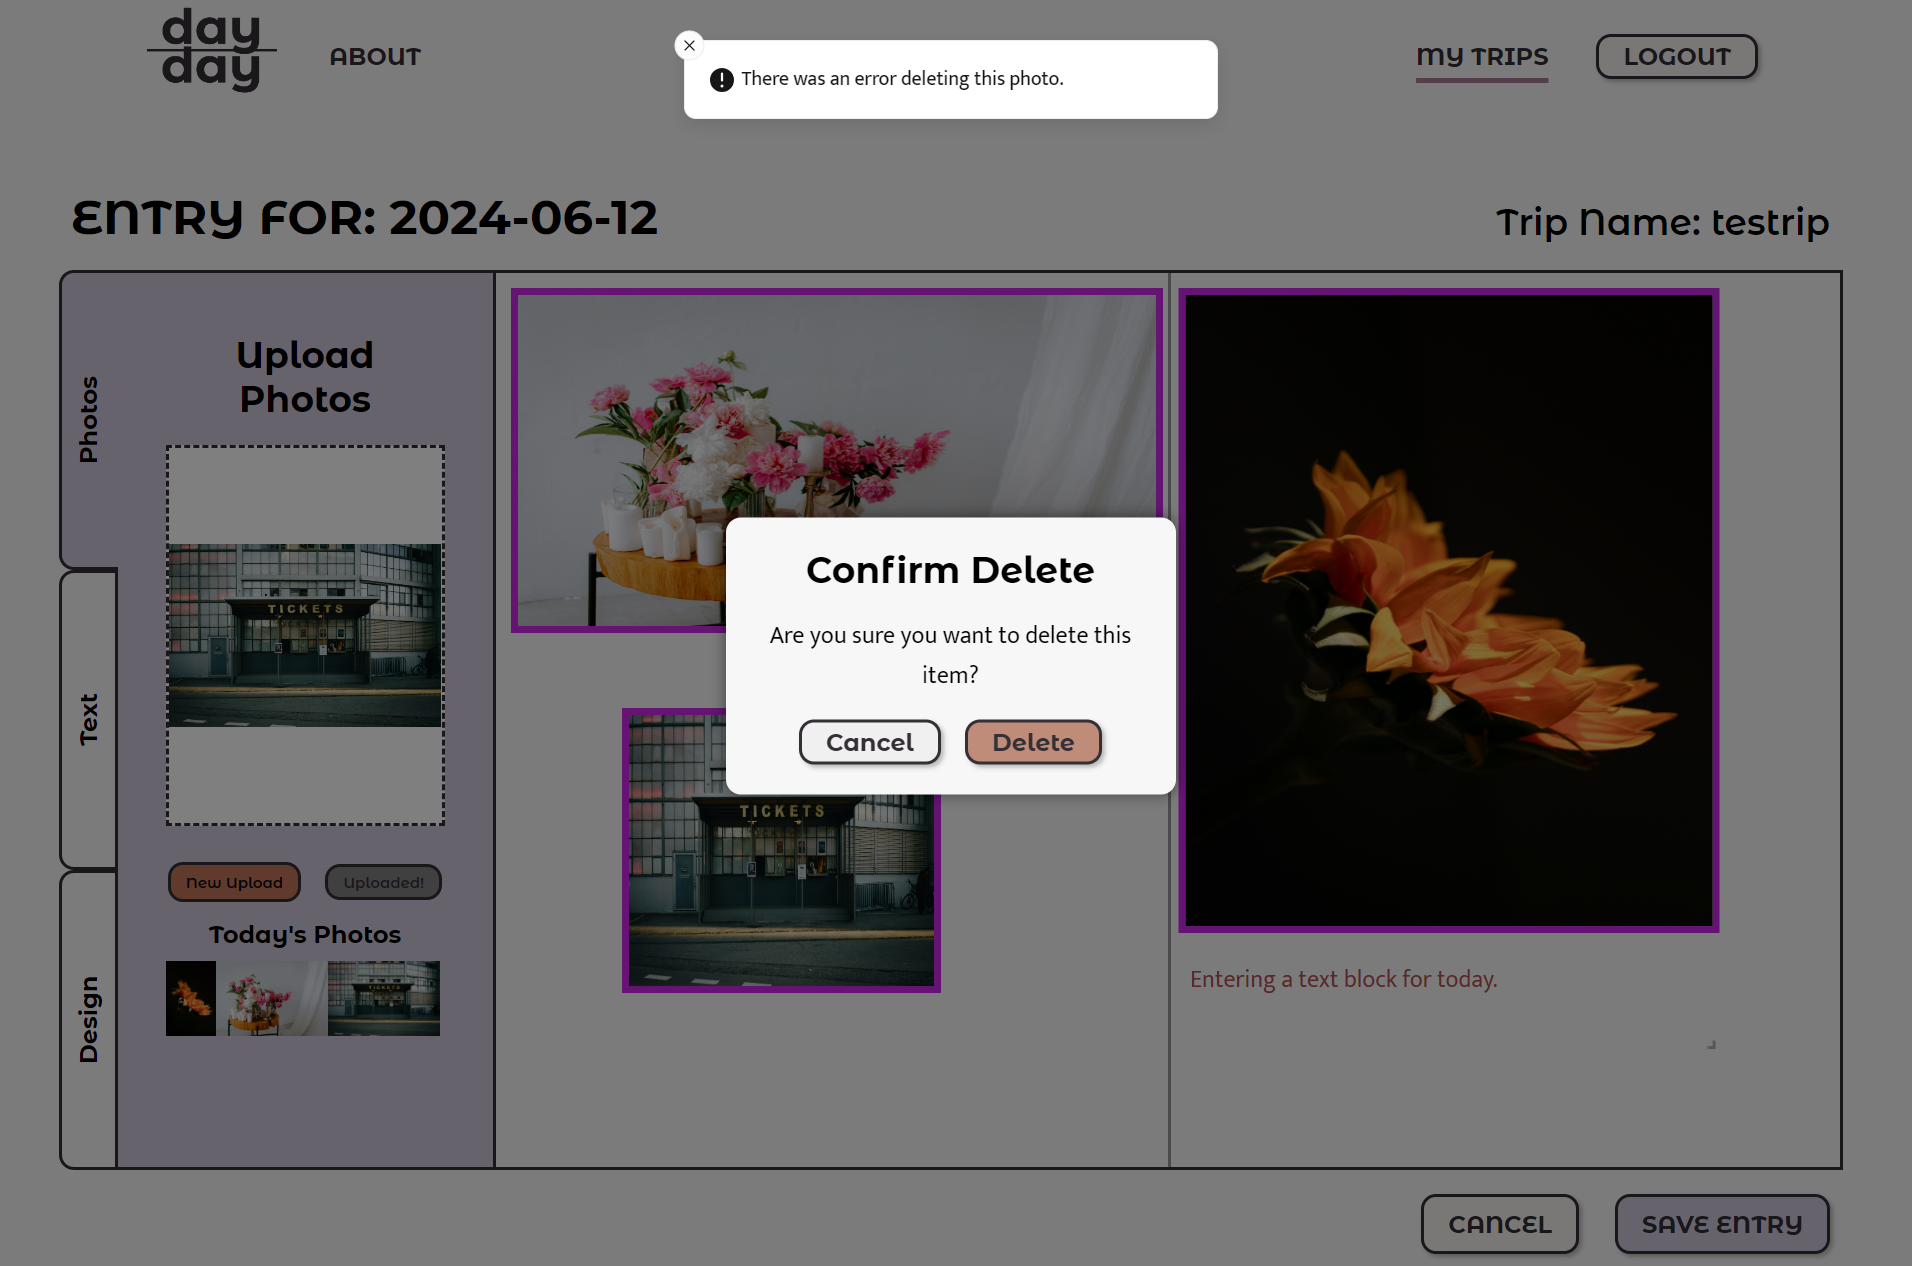 day
day
ABOUT
There was an error deleting this photo.
MY TRIPS
LOGOUT
ENTRY FOR: 2024-06-12
Trip Name: testrip
Photos
Text
Design
Upload
Photos
TICKETS
New Upload
Uploaded!
Today's Photos
TICKETS
Confirm Delete
Are you sure you want to delete this
item?
Cancel
Delete
TICKETS
Entering a text block for today.
CANCEL
SAVE ENTRY